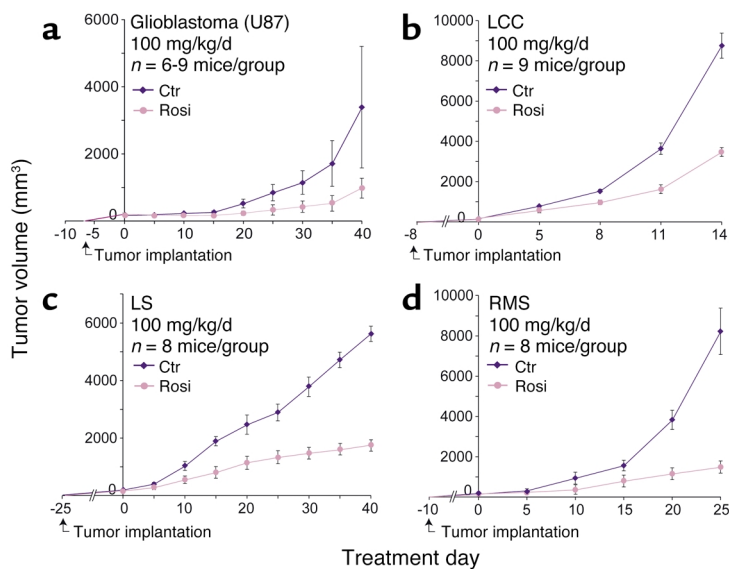 Tumor volume (mm³)
a
Glioblastoma (U87)
100 mg/kg/d
n = 6-9 mice/group
Ctr
Rosi
6000
4000
2000
0
-10 -5 0 5 10 15 20 25 30 35 40
Tumor implantation
b
LCC
100 mg/kg/d
n = 9 mice/group
Ctr
Rosi
10000
8000
6000
4000
2000
0
-8 0 5 8 11 14
Tumor implantation
c
LS
100 mg/kg/d
n = 8 mice/group
Ctr
Rosi
6000
4000
2000
0
-25 0 10 20 30 40
Tumor implantation
d
RMS
100 mg/kg/d
n = 8 mice/group
Ctr
Rosi
10000
8000
6000
4000
2000
0
-10 0 5 10 15 20 25
Tumor implantation
Treatment day